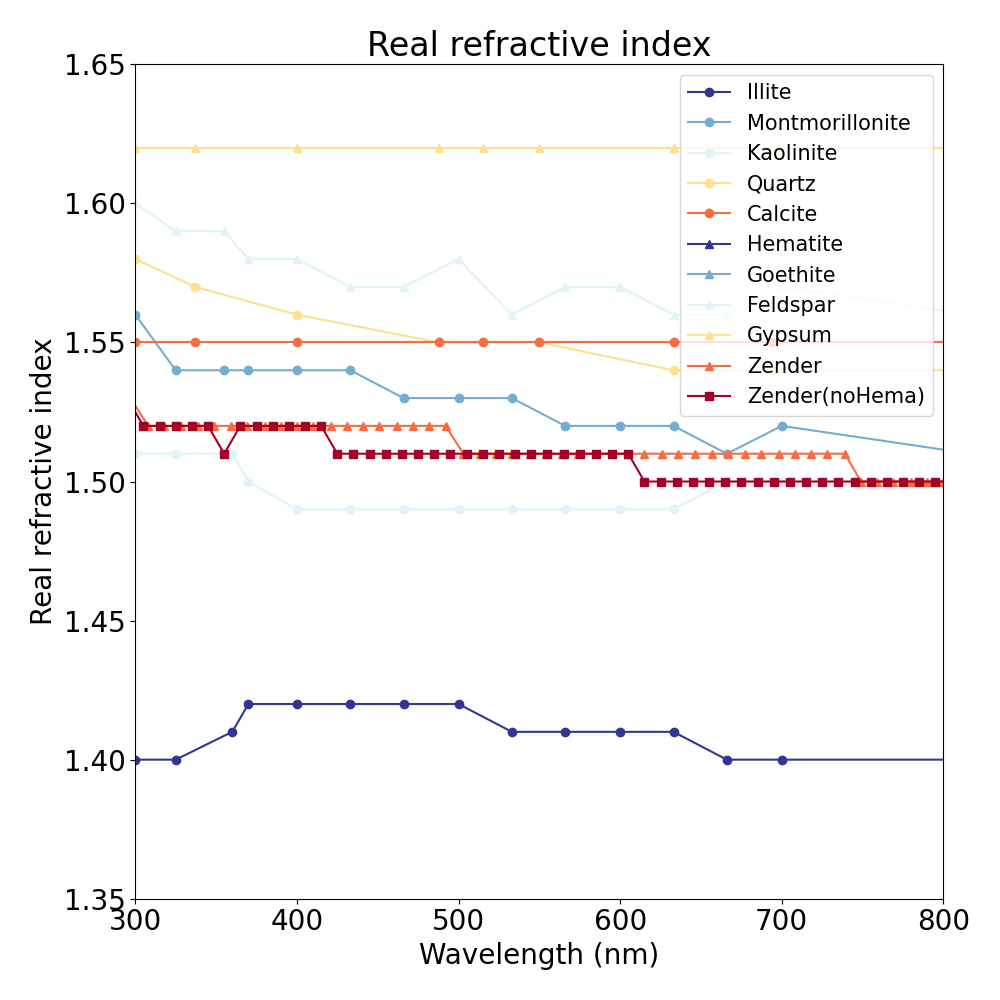 Real refractive index
1.65
1.60
1.55
1.50
1.45
1.40
1.35
Real refractive index
Illite
Montmorillonite
Kaolinite
Quartz
Calcite
Hematite
Goethite
Feldspar
Gypsum
Zender
Zender(noHema)
300 400 500 600 700 800
Wavelength (nm)